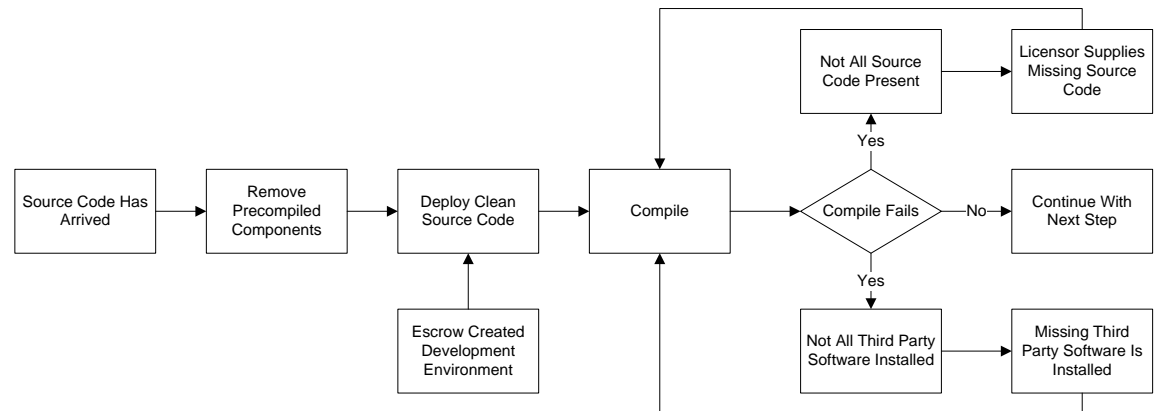 Not All Source
Code Present
Licensor Supplies
Missing Source
Code
Yes
Source Code Has
Arrived
Remove
Precompiled
Components
Deploy Clean
Source Code
Compile
Compile Fails
No
Continue With
Next Step
Yes
Escrow Created
Development
Environment
Not All Third Party
Software Installed
Missing Third
Party Software Is
Installed